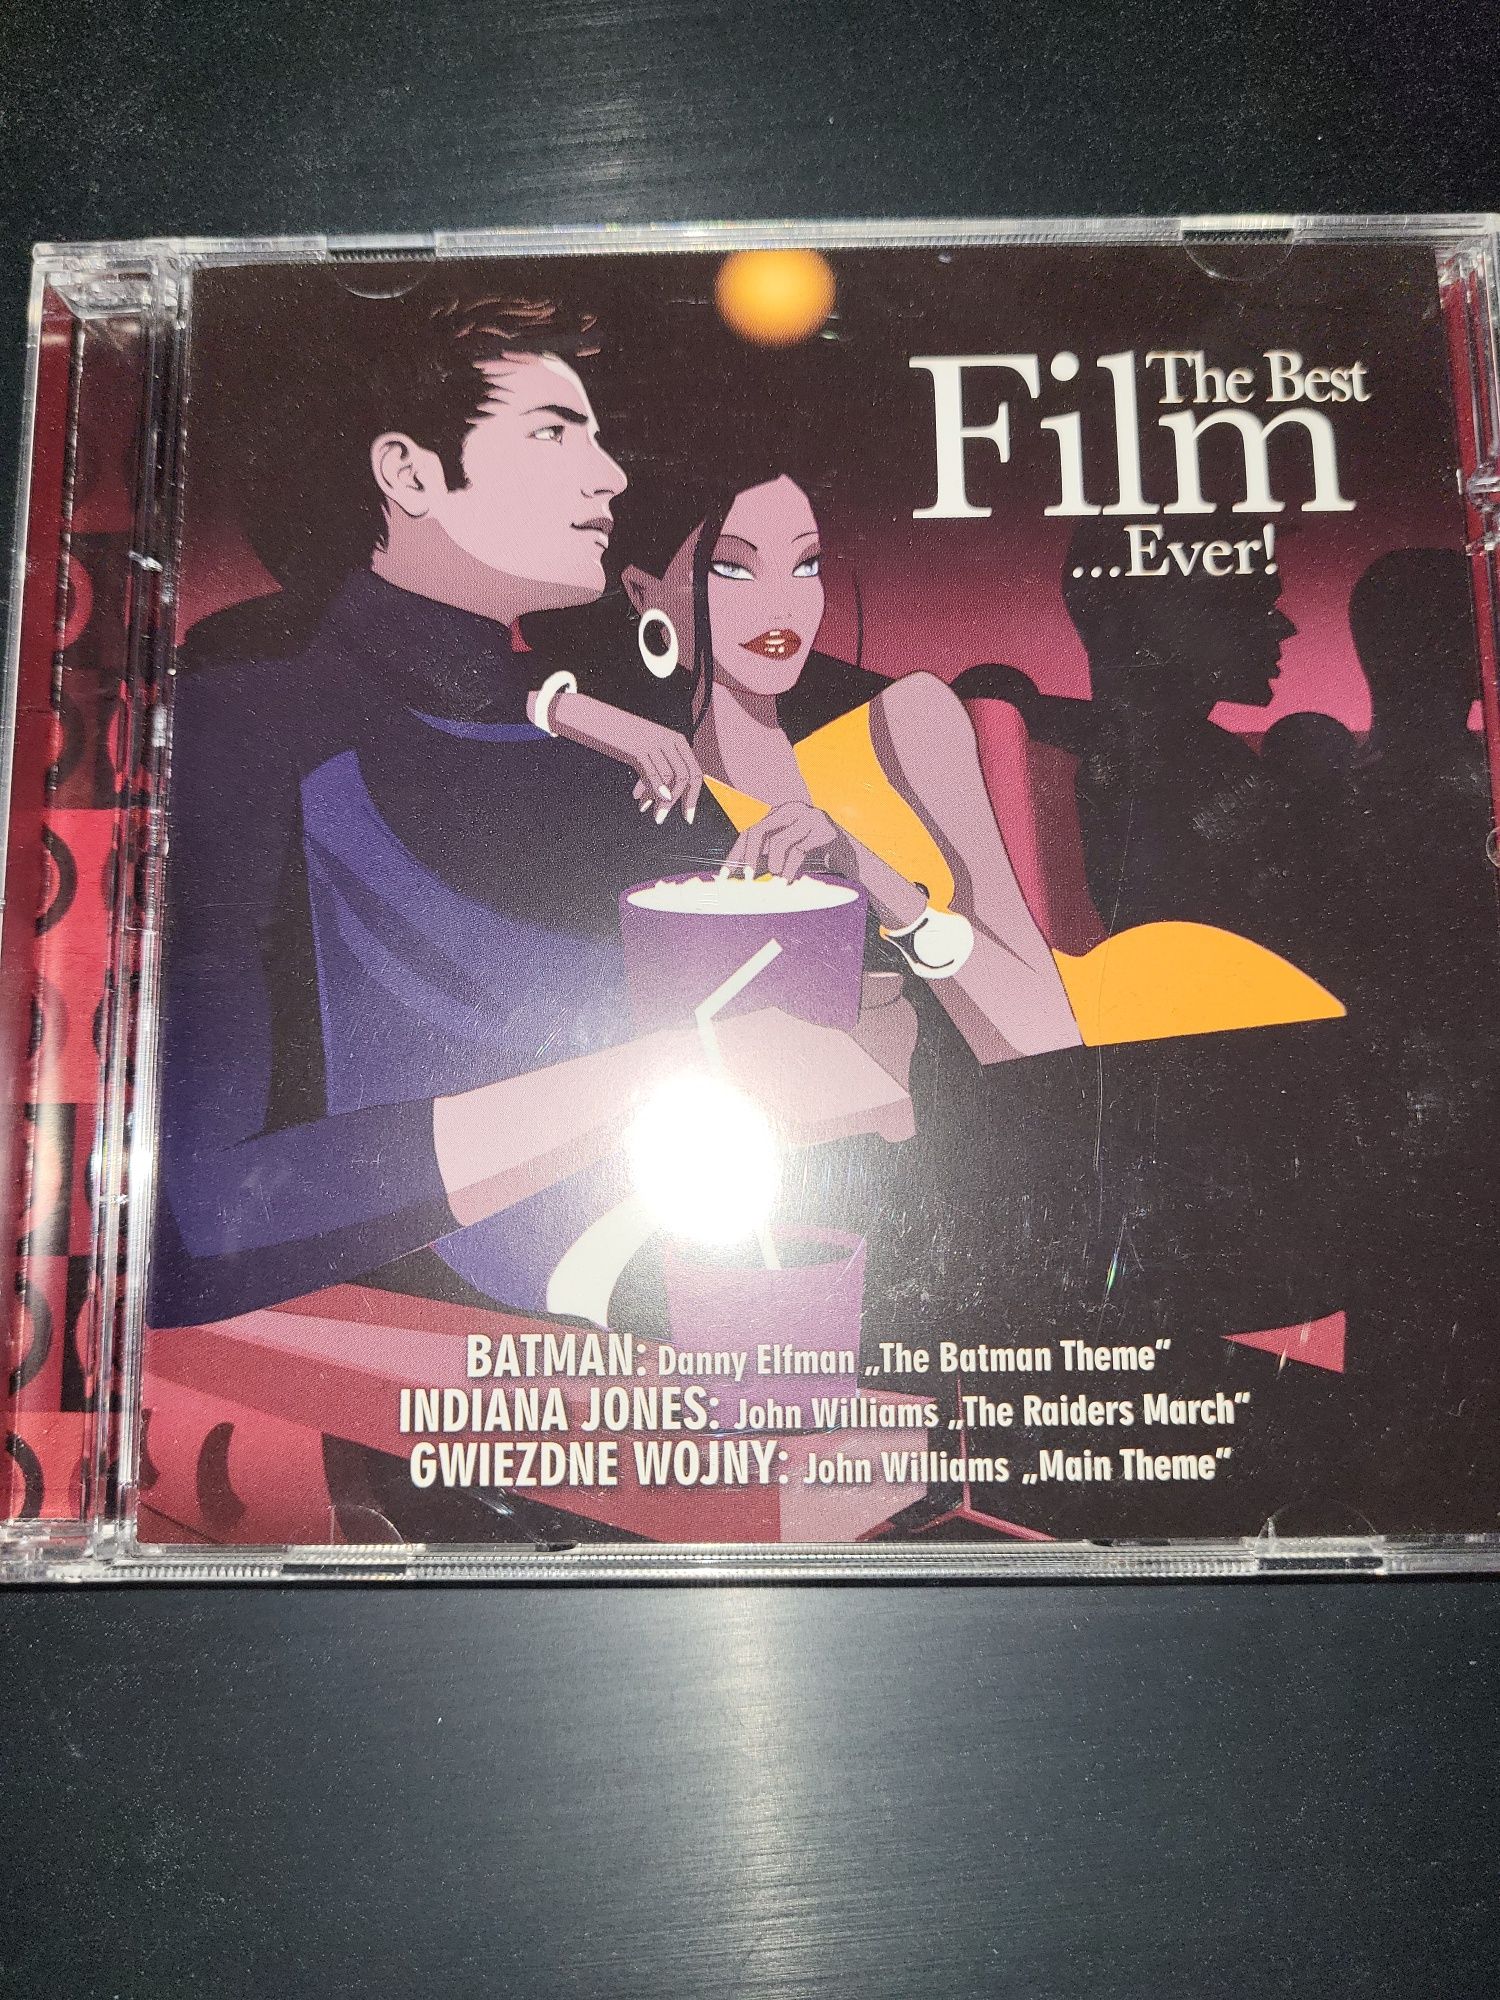 The Best
Film
...Ever!
BATMAN: Danny Elfman „The Batman Theme”
INDIANA JONES: John Williams „The Raiders March”
GWIEZDNE WOJNY: John Williams „Main Theme”